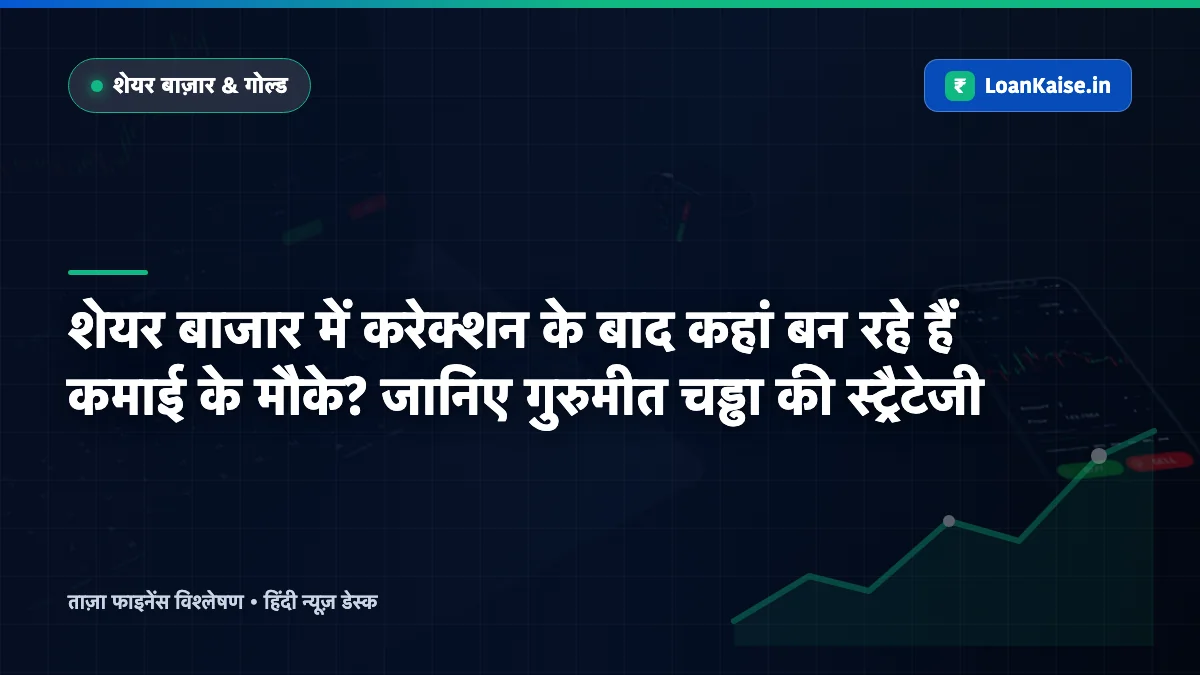 शेयर बाज़ार & गोल्ड
₹ LoanKaise.in
शेयर बाजार में करेक्शन के बाद कहां बन रहे हैं
कमाई के मौके? जानिए गुरुमीत चड्ढा की स्ट्रैटेजी
ताज़ा फाइनेंस विश्लेषण • हिंदी न्यूज़ डेस्क